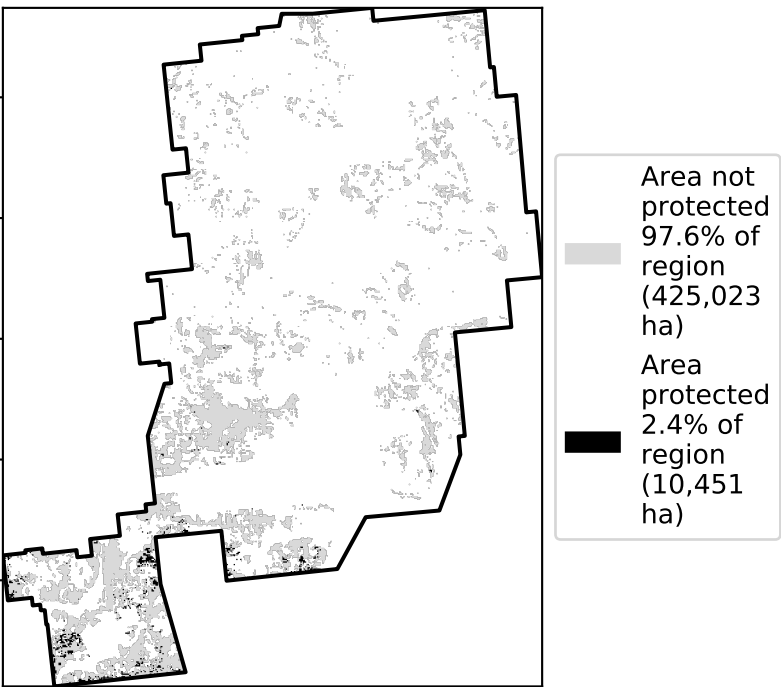 Area not
protected
97.6% of
region
(425,023
ha)
Area
protected
2.4% of
region
(10,451
ha)